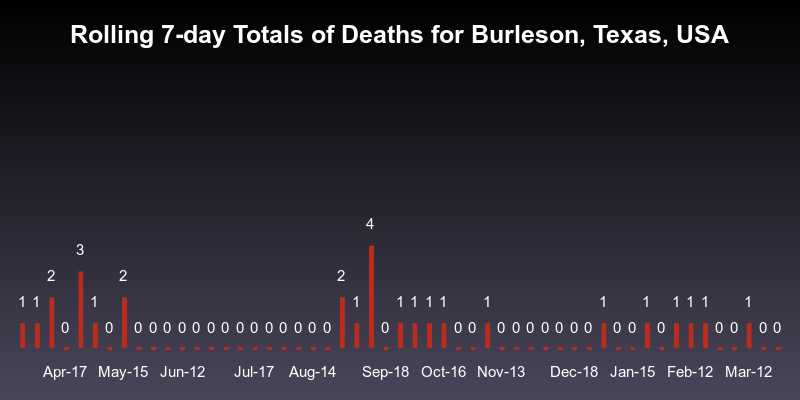 Rolling 7-day Totals of Deaths for Burleson, Texas, USA
4
3
2 2 2
1 1 1 1 1 1 1 1 1 1 1 1 1 1 1
0 0 0 0 0 0 0 0 0 0 0 0 0 0 0 0 0 0 0 0 0 0 0 0 0 0 0 0 0 0 0 0 0
Apr-17 May-15 Jun-12 Jul-17 Aug-14 Sep-18 Oct-16 Nov-13 Dec-18 Jan-15 Feb-12 Mar-12